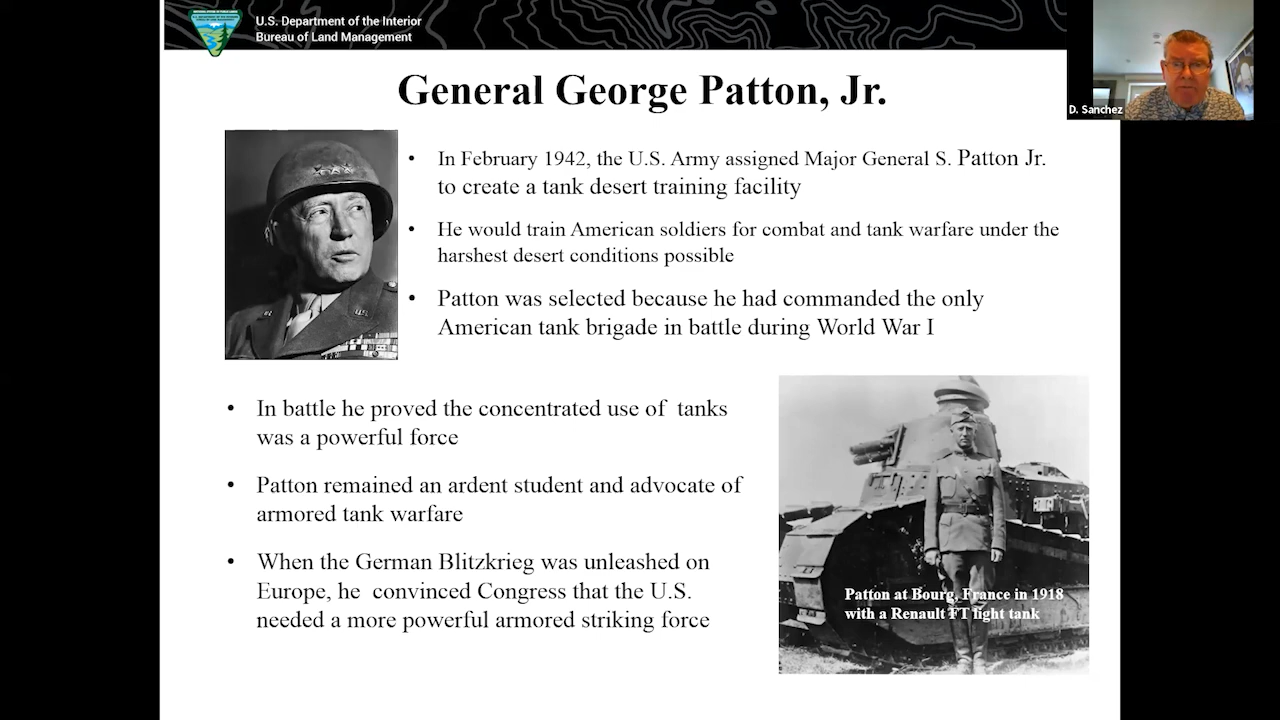 U.S. Department of the Interior
Bureau of Land Management
D. Sanchez
General George Patton, Jr.
• In February 1942, the U.S. Army assigned Major General S. Patton Jr.
to create a tank desert training facility
• He would train American soldiers for combat and tank warfare under the
harshest desert conditions possible
• Patton was selected because he had commanded the only
American tank brigade in battle during World War I
• In battle he proved the concentrated use of  tanks
was a powerful force
• Patton remained an ardent student and advocate of
armored tank warfare
• When the German Blitzkrieg was unleashed on
Europe, he  convinced Congress that the U.S.
needed a more powerful armored striking force
Patton at Bourg, France in 1918
with a Renault FT light tank